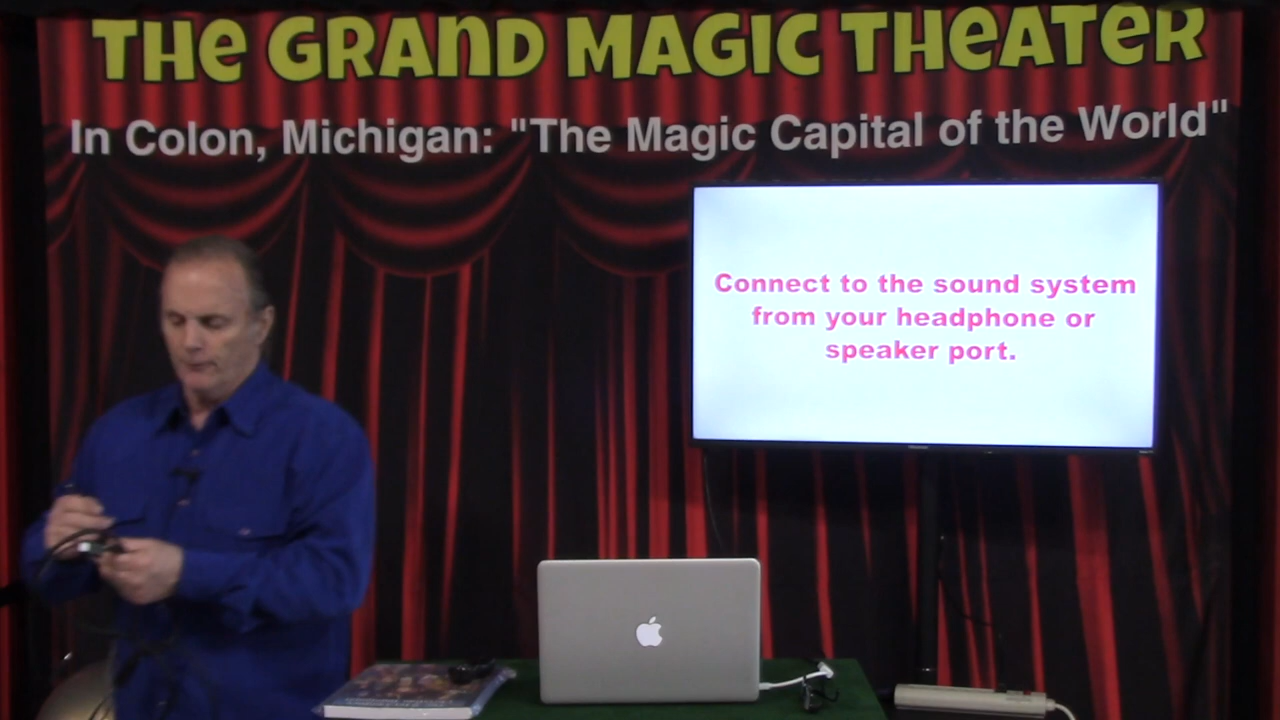 THE GRAND MAGIC THEATER
In Colon, Michigan: "The Magic Capital of the World"
Connect to the sound system
from your headphone or
speaker port.